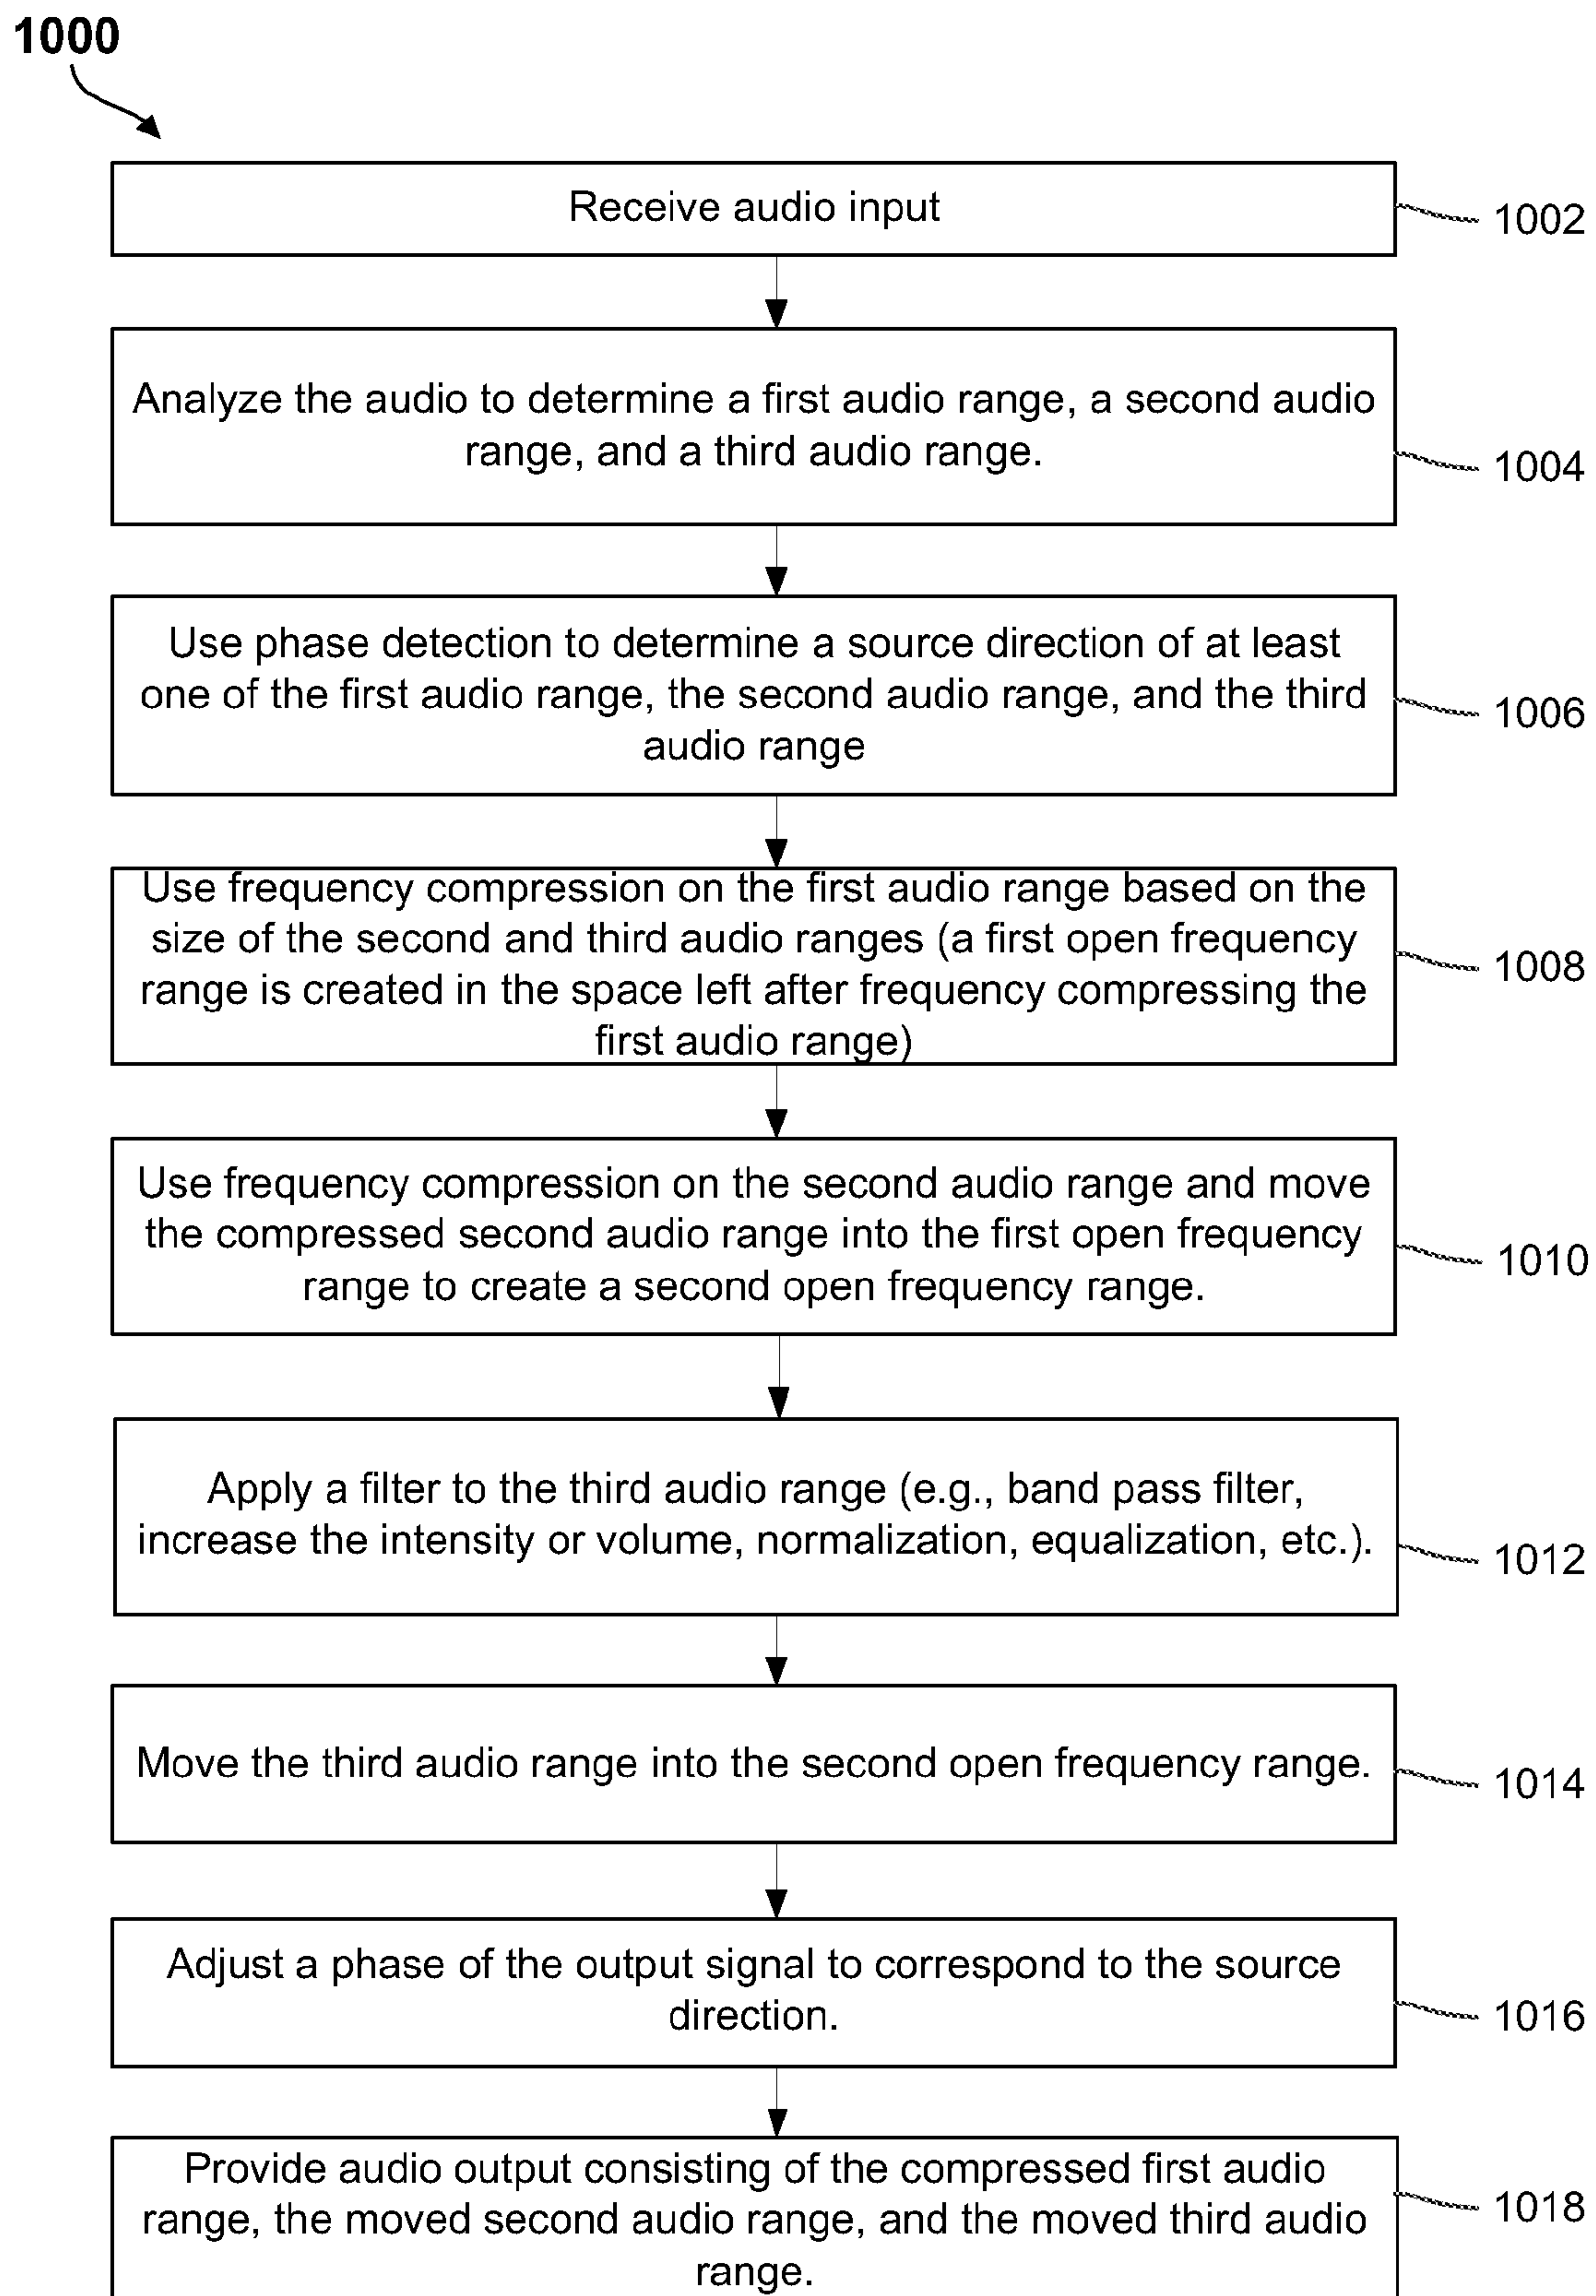 1000
Receive audio input
1002
Analyze the audio to determine a first audio range, a second audio
range, and a third audio range.
1004
Use phase detection to determine a source direction of at least
one of the first audio range, the second audio range, and the third
audio range
1006
Use frequency compression on the first audio range based on the
size of the second and third audio ranges (a first open frequency
range is created in the space left after frequency compressing the
first audio range)
1008
Use frequency compression on the second audio range and move
the compressed second audio range into the first open frequency
range to create a second open frequency range.
1010
Apply a filter to the third audio range (e.g., band pass filter,
increase the intensity or volume, normalization, equalization, etc.).
1012
Move the third audio range into the second open frequency range.
1014
Adjust a phase of the output signal to correspond to the source
direction.
1016
Provide audio output consisting of the compressed first audio
range, the moved second audio range, and the moved third audio
range.
1018